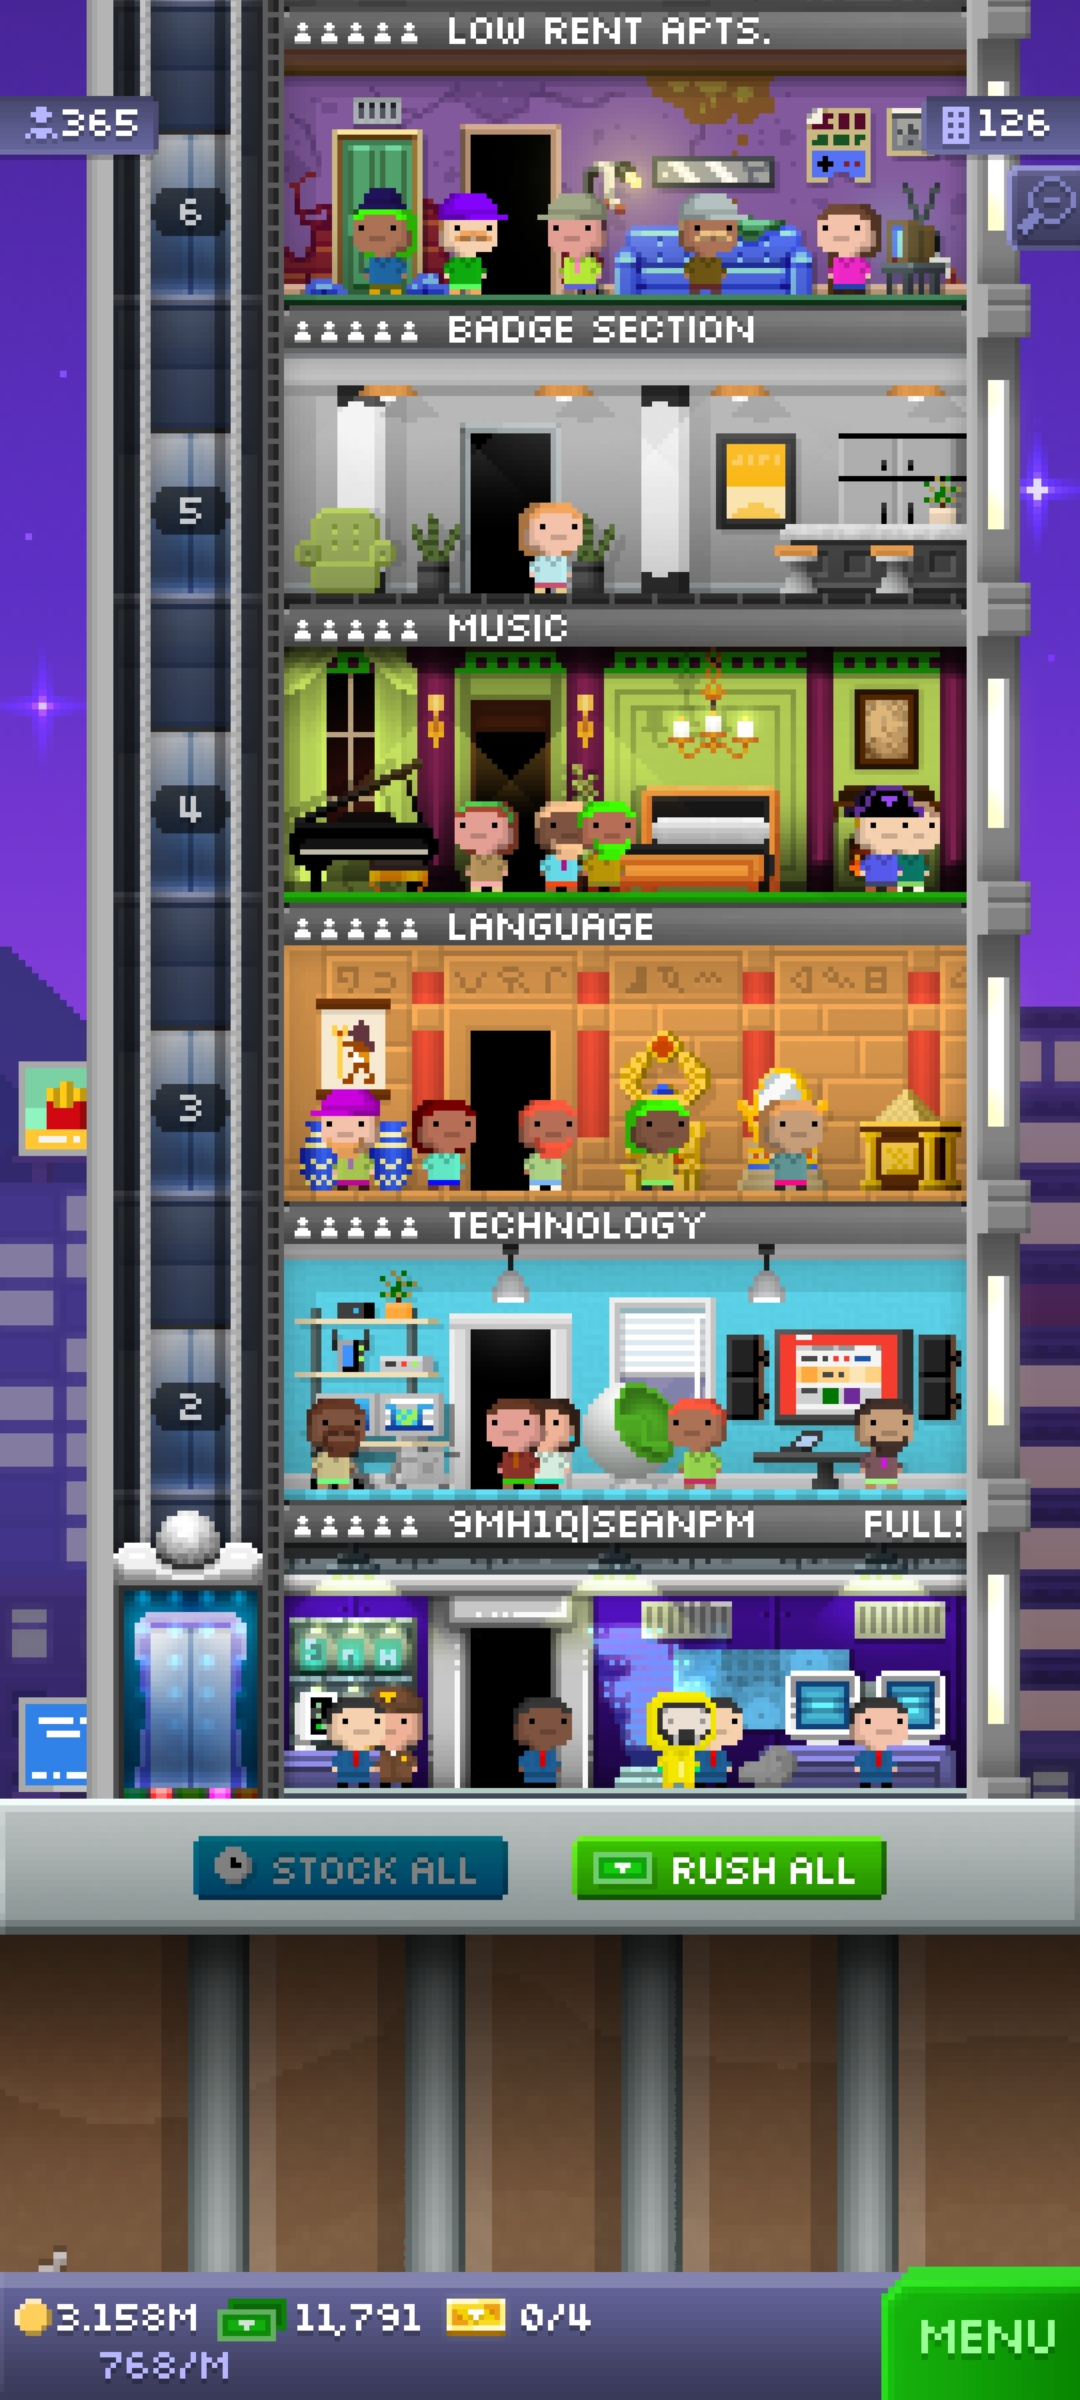 LOW RENT APTS.
365
126
6
BADGE SECTION
5
MUSIC
4
LANGUAGE
3
TECHNOLOGY
2
9MH1Q|SEANPM FULL!
STOCK ALL
RUSH ALL
3.158M 11,791 0/4
768/M
MENU